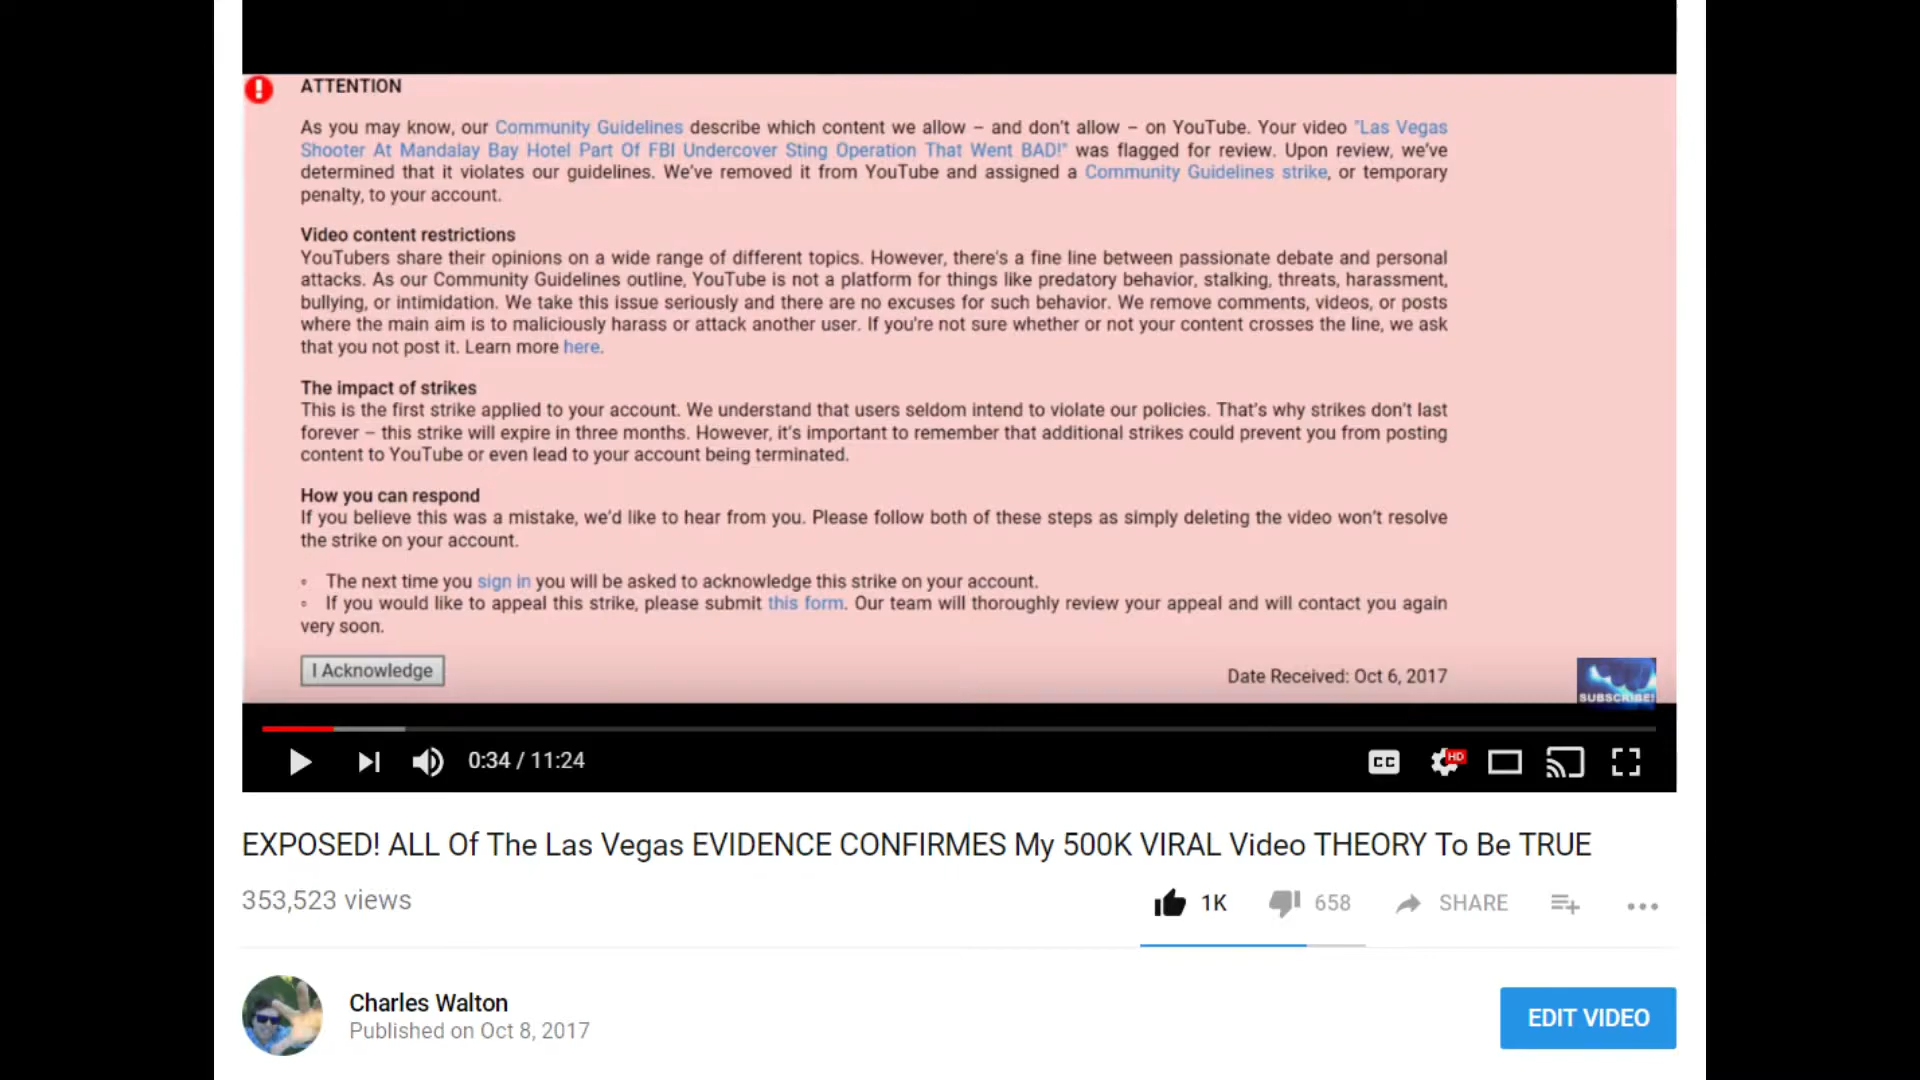 ATTENTION
As you may know, our Community Guidelines describe which content we allow – and don't allow – on YouTube. Your video "Las Vegas
Shooter At Mandalay Bay Hotel Part Of FBI Undercover Sting Operation That Went BAD!" was flagged for review. Upon review, we've
determined that it violates our guidelines. We've removed it from YouTube and assigned a Community Guidelines strike, or temporary
penalty, to your account.
Video content restrictions
YouTubers share their opinions on a wide range of different topics. However, there's a fine line between passionate debate and personal
attacks. As our Community Guidelines outline, YouTube is not a platform for things like predatory behavior, stalking, threats, harassment,
bullying, or intimidation. We take this issue seriously and there are no excuses for such behavior. We remove comments, videos, or posts
where the main aim is to maliciously harass or attack another user. If you're not sure whether or not your content crosses the line, we ask
that you not post it. Learn more here.
The impact of strikes
This is the first strike applied to your account. We understand that users seldom intend to violate our policies. That's why strikes don't last
forever – this strike will expire in three months. However, it's important to remember that additional strikes could prevent you from posting
content to YouTube or even lead to your account being terminated.
How you can respond
If you believe this was a mistake, we'd like to hear from you. Please follow both of these steps as simply deleting the video won't resolve
the strike on your account.
◦ The next time you sign in you will be asked to acknowledge this strike on your account.
◦ If you would like to appeal this strike, please submit this form. Our team will thoroughly review your appeal and will contact you again
very soon.
I Acknowledge
Date Received: Oct 6, 2017
SUBSCRIBE!
0:34 / 11:24
CC
HD
EXPOSED! ALL Of The Las Vegas EVIDENCE CONFIRMES My 500K VIRAL Video THEORY To Be TRUE
353,523 views
1K
658
SHARE
Charles Walton
Published on Oct 8, 2017
EDIT VIDEO